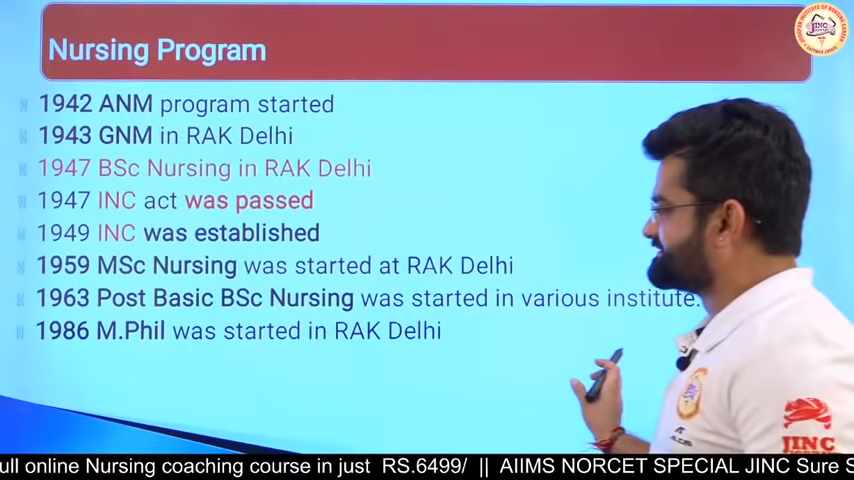 Nursing Program
1942 ANM program started
1943 GNM in RAK Delhi
1947 BSc Nursing in RAK Delhi
1947 INC act was passed
1949 INC was established
1959 MSc Nursing was started at RAK Delhi
1963 Post Basic BSc Nursing was started in various institute.
1986 M.Phil was started in RAK Delhi
JINC
JINC
ull online Nursing coaching course in just RS.6499/ || AIIMS NORCET SPECIAL JINC Sure S